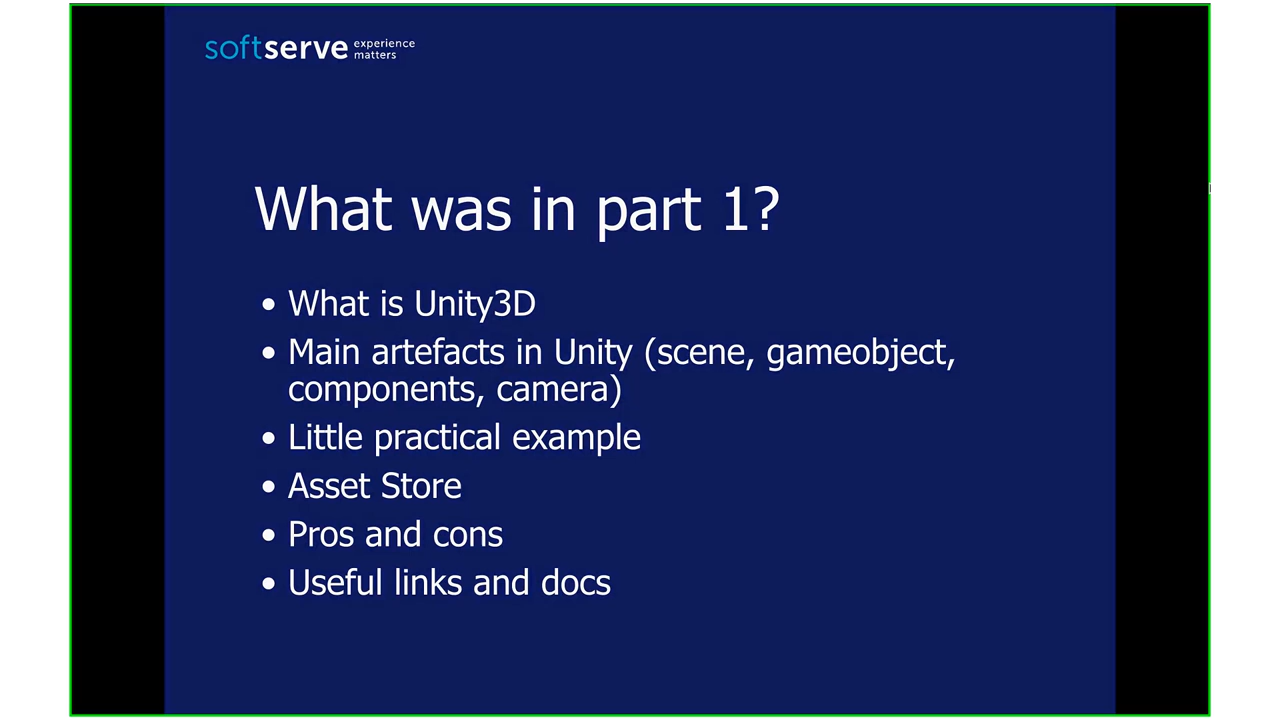 softserve experience matters
What was in part 1?
• What is Unity3D
• Main artefacts in Unity (scene, gameobject,
components, camera)
• Little practical example
• Asset Store
• Pros and cons
• Useful links and docs